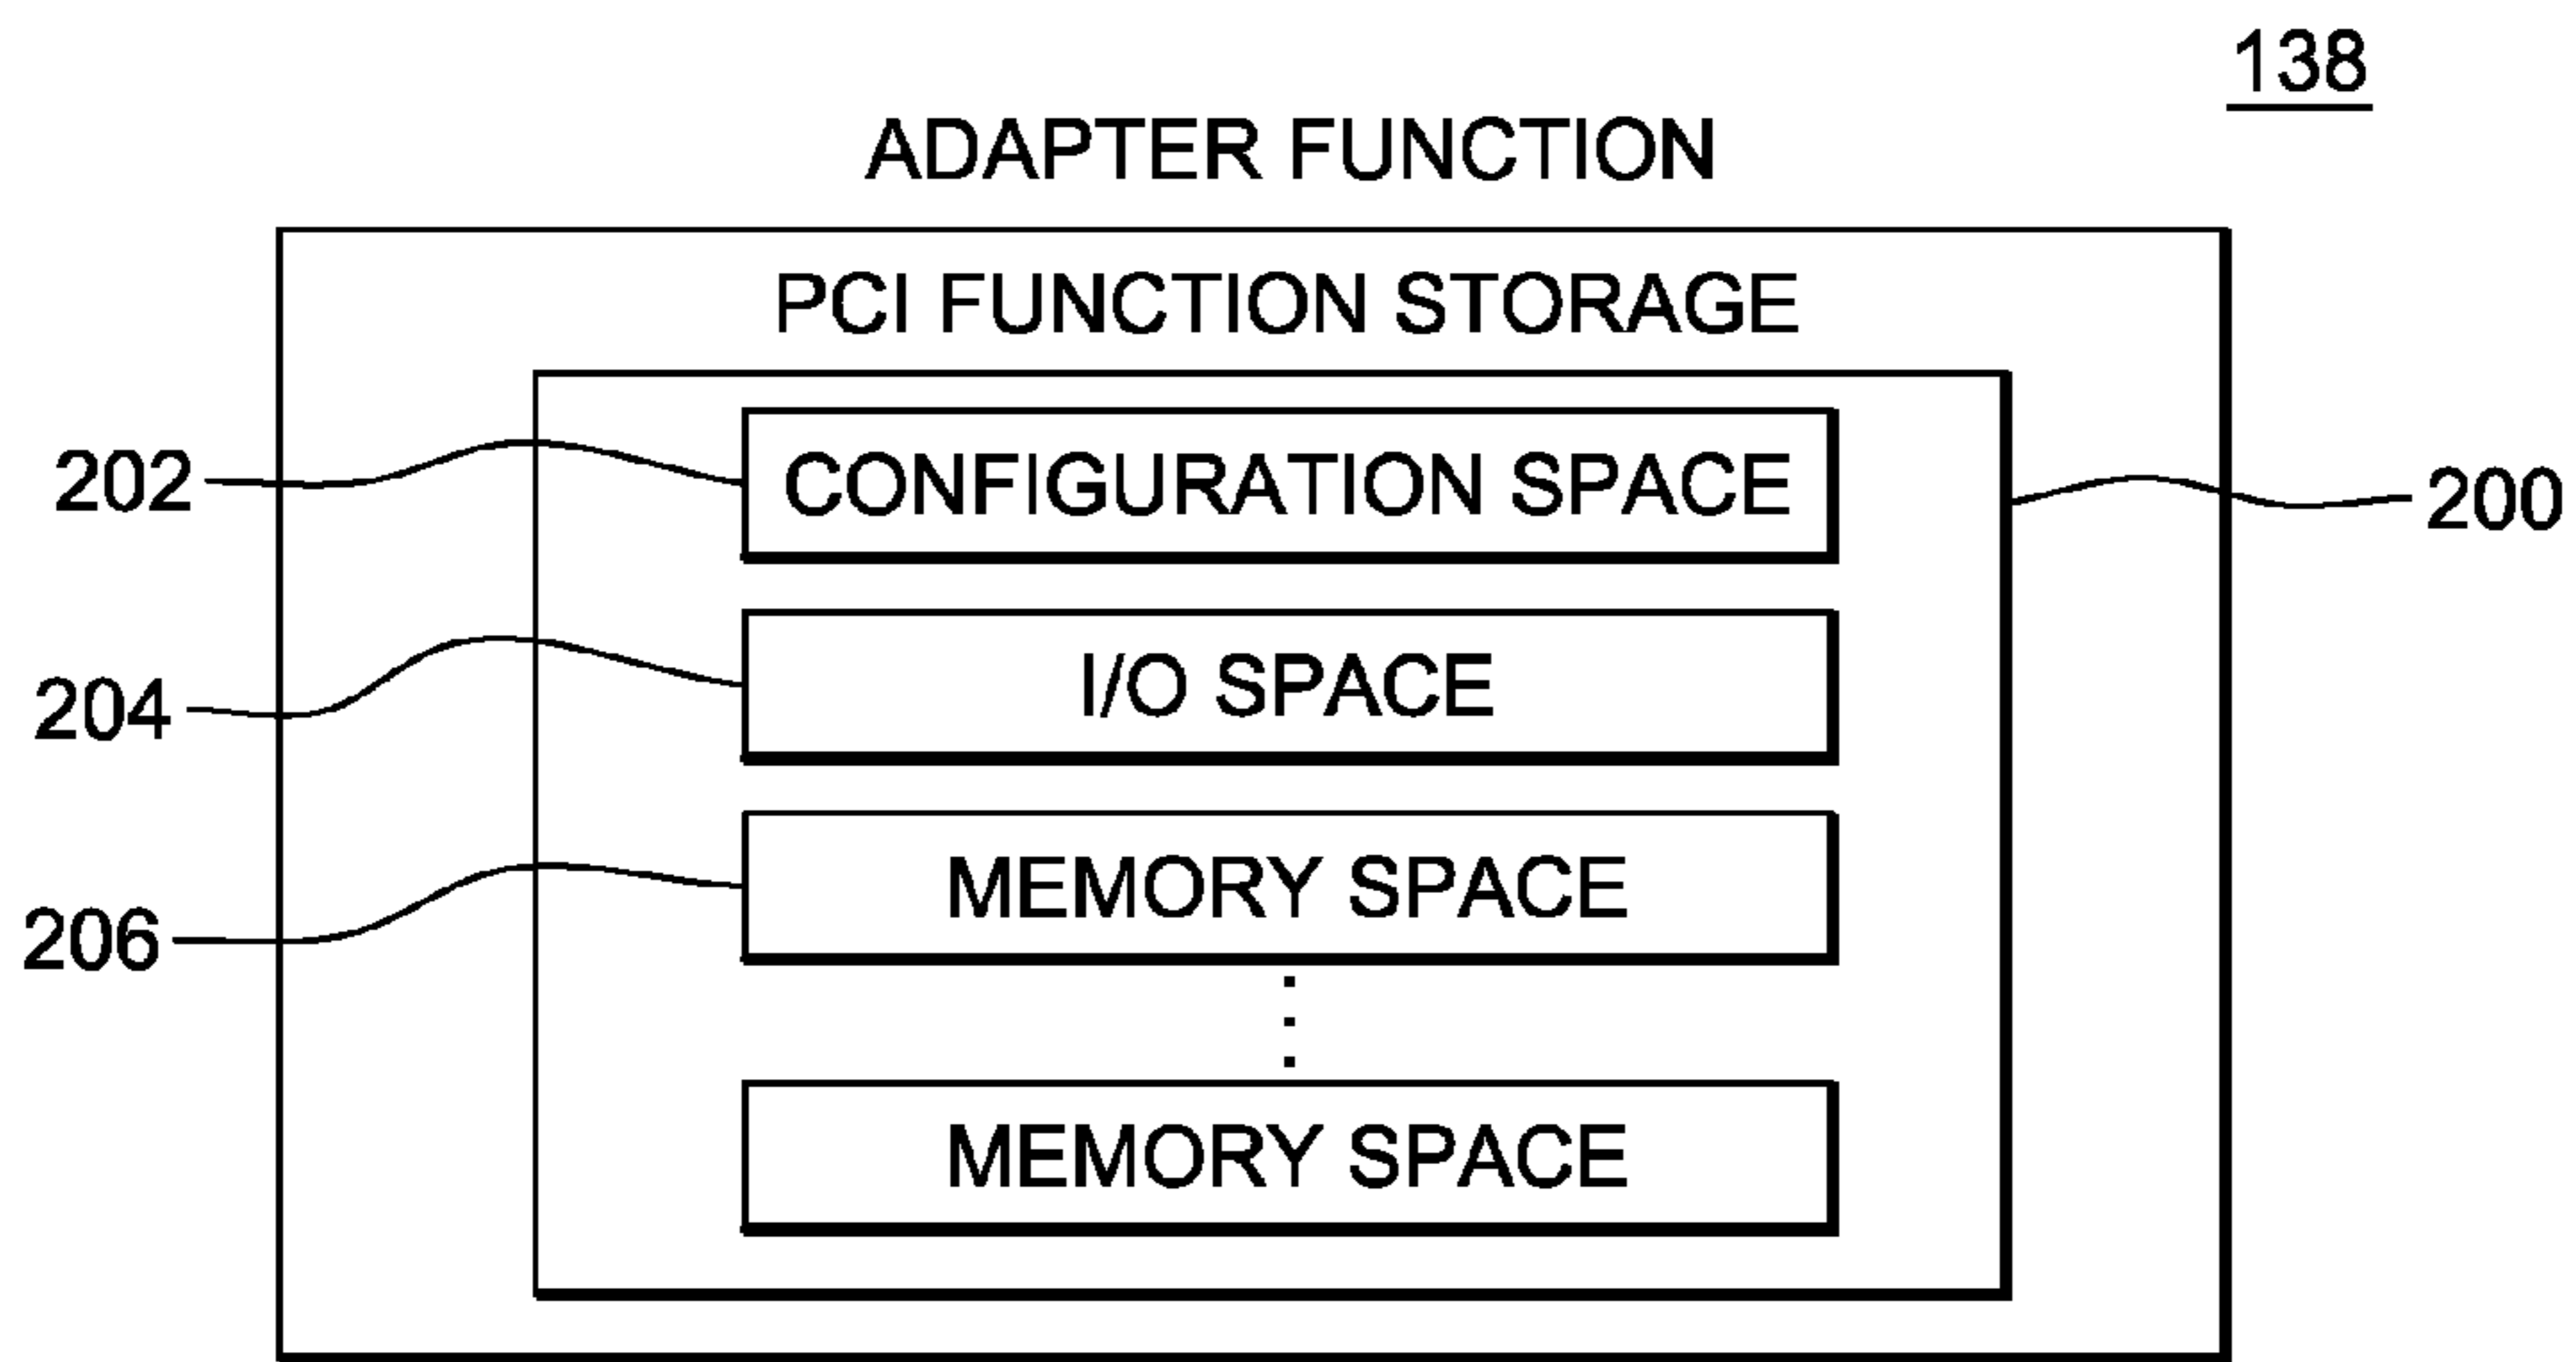 138
ADAPTER FUNCTION
PCI FUNCTION STORAGE
202
CONFIGURATION SPACE
200
204
I/O SPACE
206
MEMORY SPACE
MEMORY SPACE